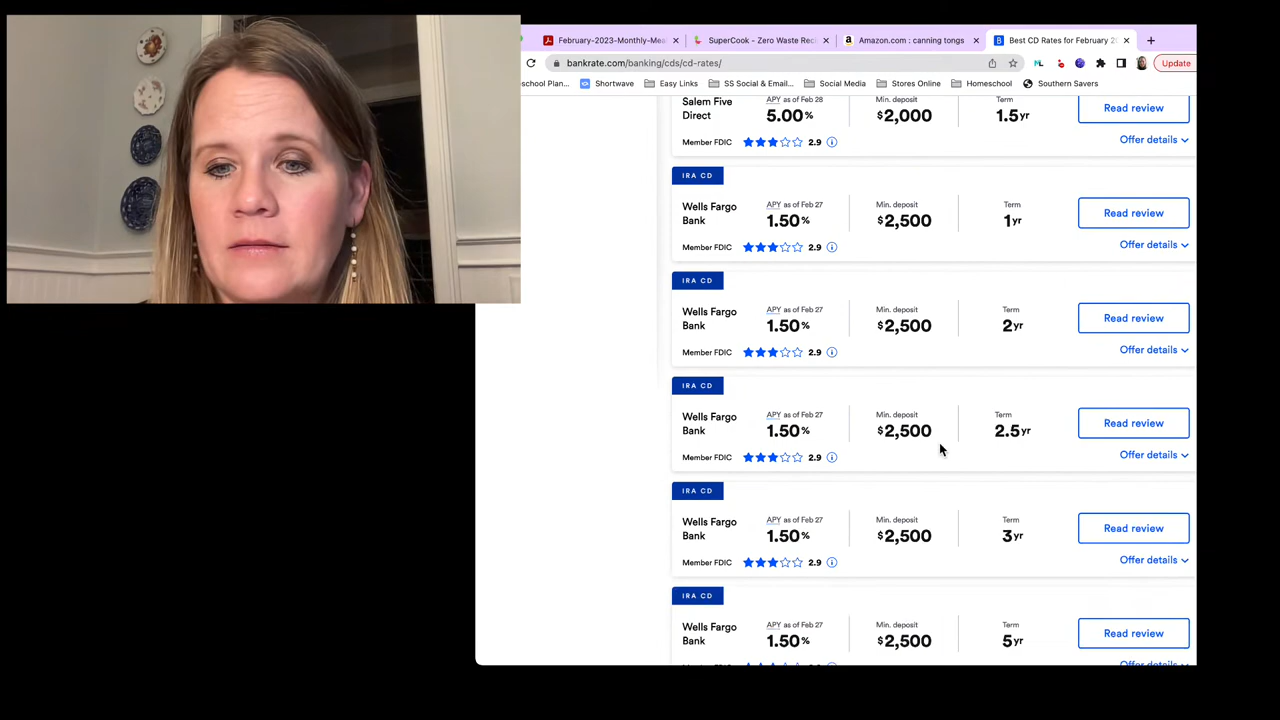 February-2023-Monthly-Mea
SuperCook - Zero Waste Rec
Amazon.com : canning tongs
Best CD Rates for February 2
bankrate.com/banking/cds/cd-rates/
Update
school Plan...
Shortwave
Easy Links
SS Social & Email...
Social Media
Stores Online
Homeschool
Southern Savers
Salem Five Direct
APY as of Feb 28
5.00%
Min. deposit
$2,000
Term
1.5yr
Read review
Member FDIC
2.9
Offer details
IRA CD
Wells Fargo Bank
APY as of Feb 27
1.50%
Min. deposit
$2,500
Term
1yr
Read review
Member FDIC
2.9
Offer details
IRA CD
Wells Fargo Bank
APY as of Feb 27
1.50%
Min. deposit
$2,500
Term
2yr
Read review
Member FDIC
2.9
Offer details
IRA CD
Wells Fargo Bank
APY as of Feb 27
1.50%
Min. deposit
$2,500
Term
2.5yr
Read review
Member FDIC
2.9
Offer details
IRA CD
Wells Fargo Bank
APY as of Feb 27
1.50%
Min. deposit
$2,500
Term
3yr
Read review
Member FDIC
2.9
Offer details
IRA CD
Wells Fargo Bank
APY as of Feb 27
1.50%
Min. deposit
$2,500
Term
5yr
Read review
Offer details